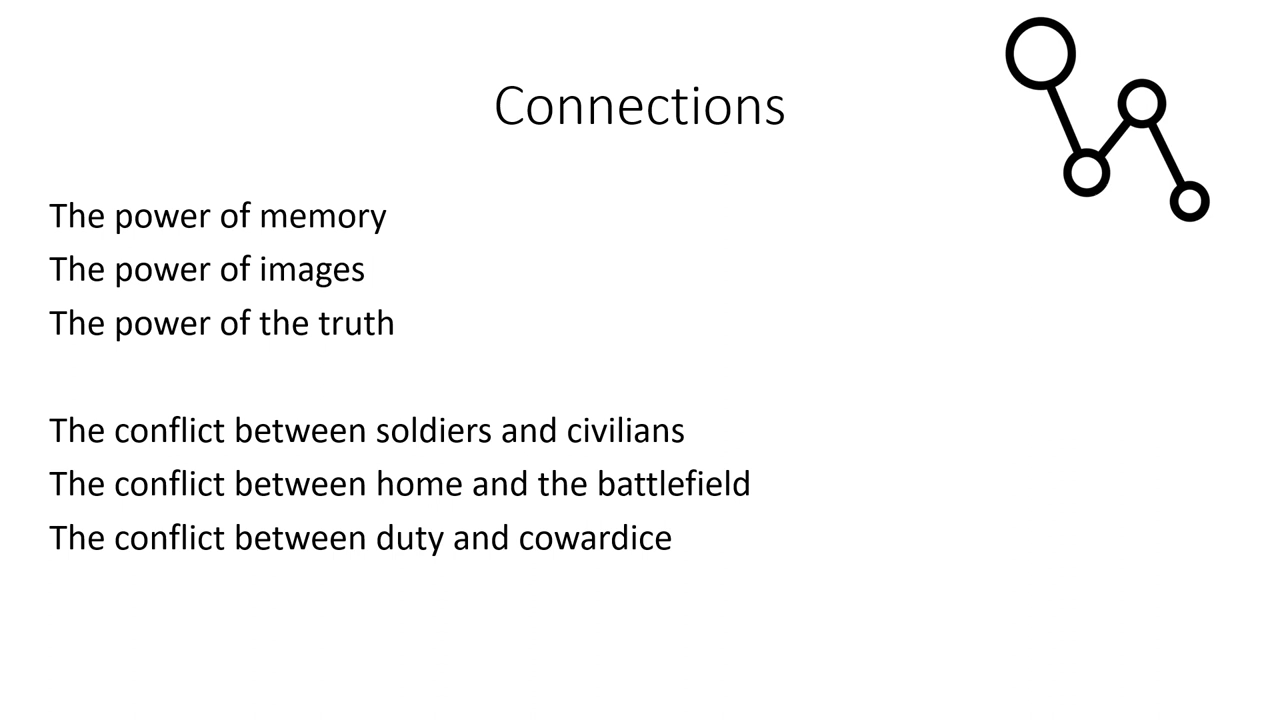 Connections
The power of memory
The power of images
The power of the truth
The conflict between soldiers and civilians
The conflict between home and the battlefield
The conflict between duty and cowardice